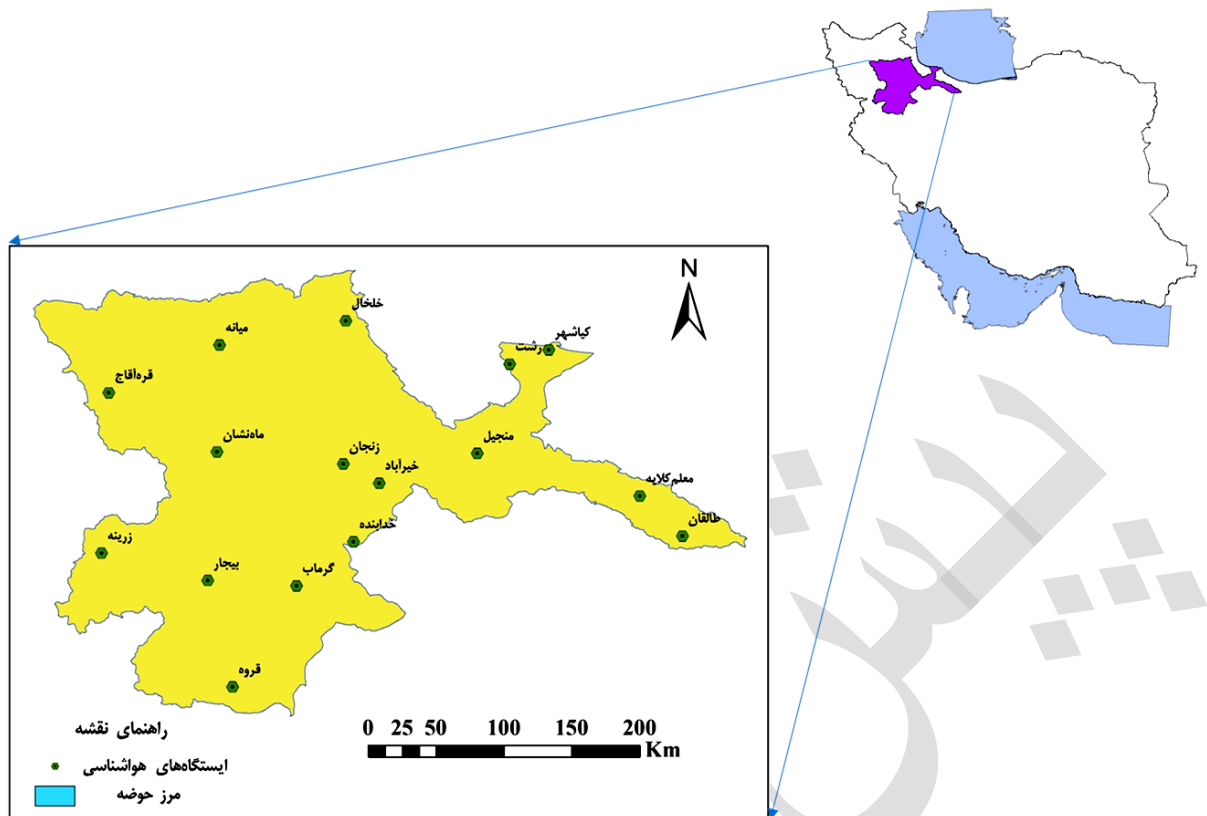 N
خلخال
میانه
کیاشهر
رشت
قره‌آقاج
ماه‌نشان
زنجان
منجیل
خیرآباد
معلم‌کلایه
طالقان
خدابنده
زرینه
بیجار
گرماب
قروه
راهنمای نقشه
ایستگاه‌های هواشناسی
مرز حوضه
0 25 50 100 150 200
Km